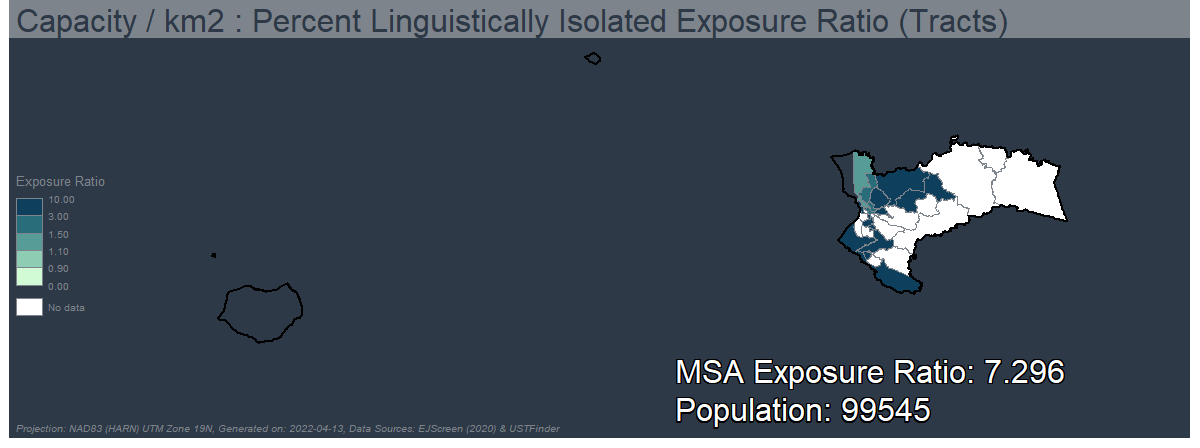 Capacity / km2 : Percent Linguistically Isolated Exposure Ratio (Tracts)
Exposure Ratio
10.00
3.00
1.50
1.10
0.90
0.00
No data
MSA Exposure Ratio: 7.296
Population: 99545
Projection: NAD83 (HARN) UTM Zone 19N, Generated on: 2022-04-13, Data Sources: EJScreen (2020) & USTFinder